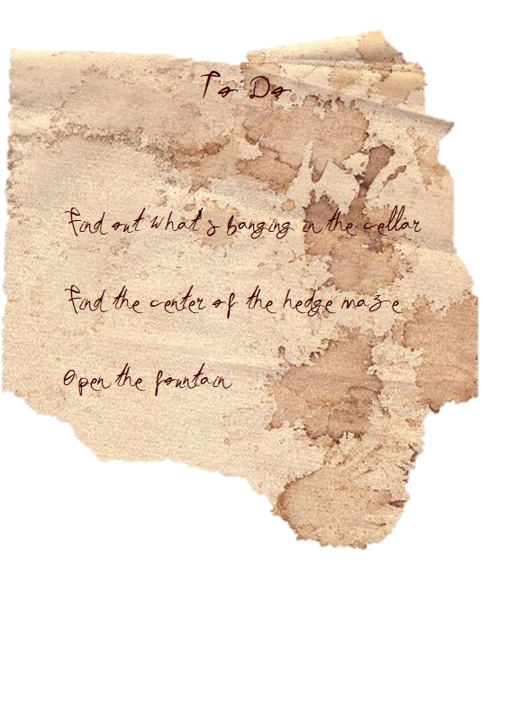 To Do
Find out what's banging in the cellar
Find the center of the hedge maze
Open the fountain